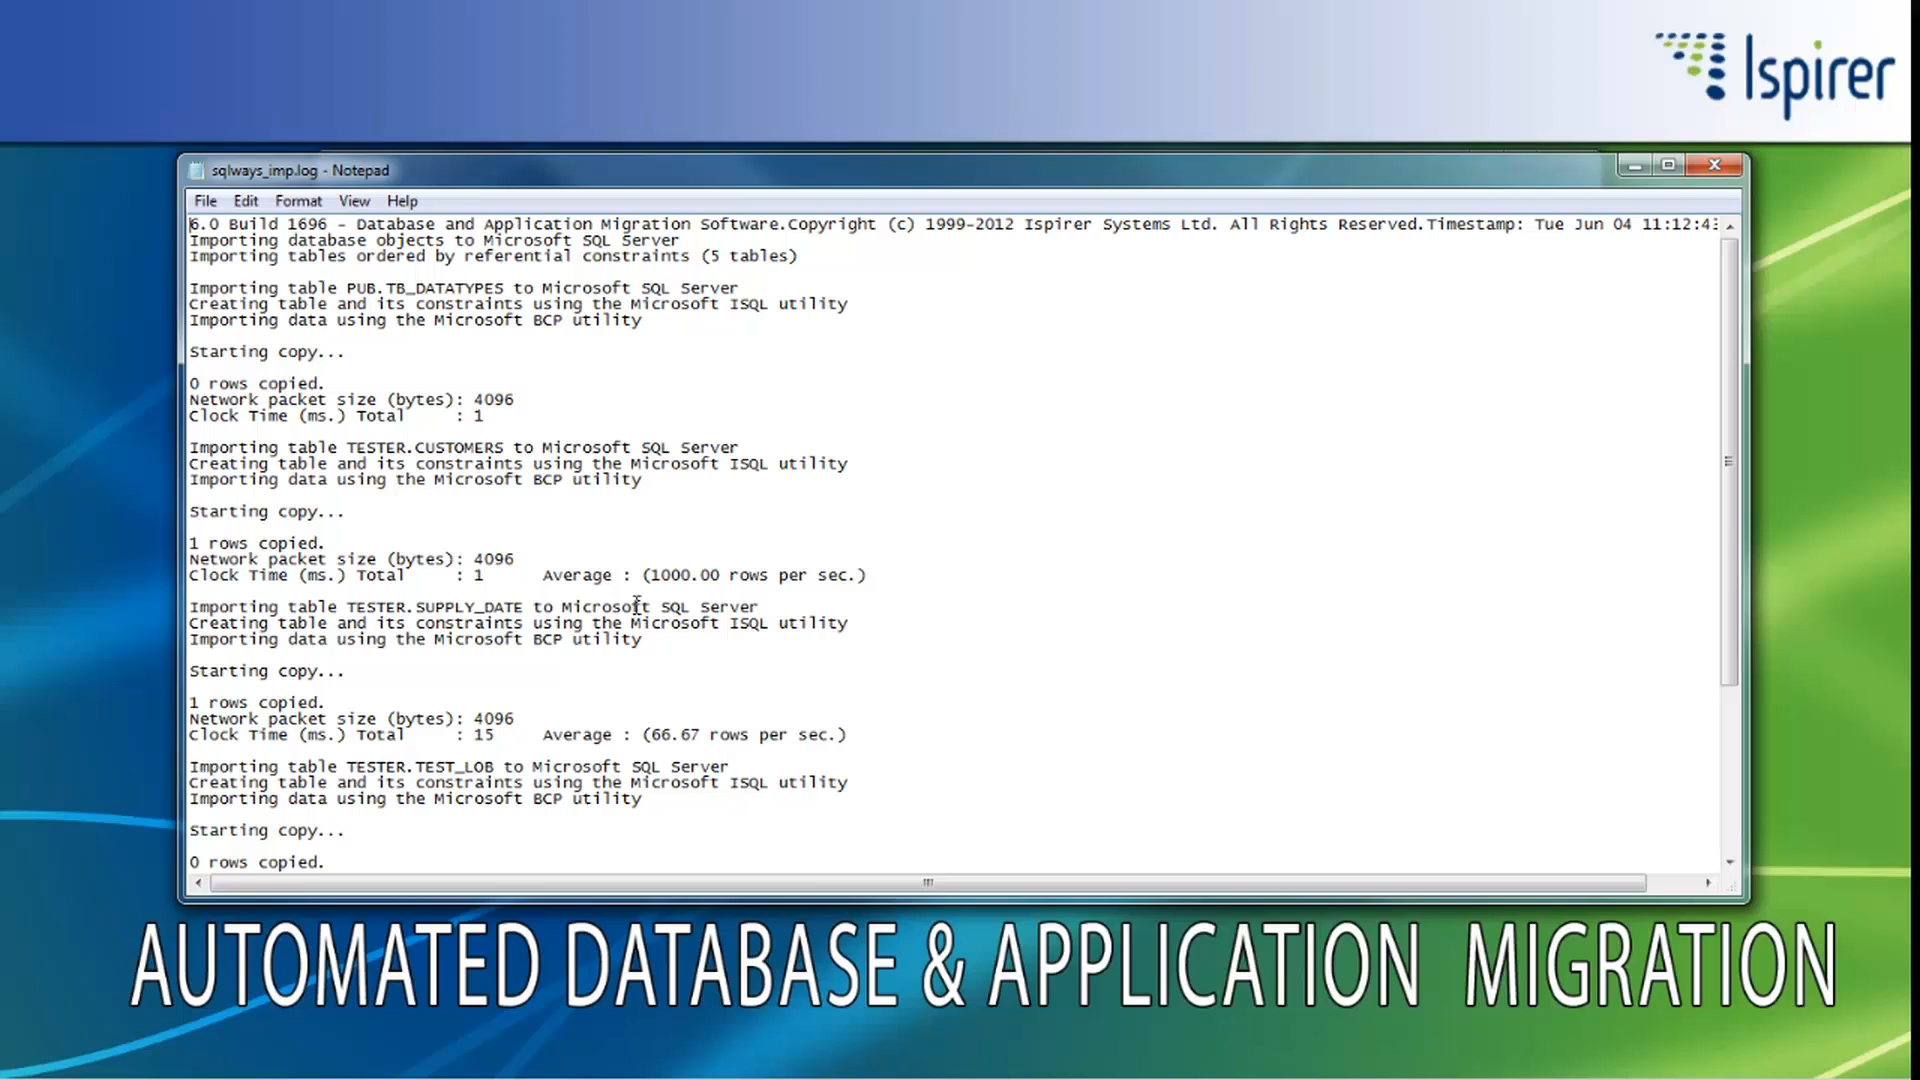 Ispirer
sqlways_imp.log - Notepad
File Edit Format View Help
6.0 Build 1696 - Database and Application Migration Software.Copyright (c) 1999-2012 Ispirer Systems Ltd. All Rights Reserved.Timestamp: Tue Jun 04 11:12:43
Importing database objects to Microsoft SQL Server
Importing tables ordered by referential constraints (5 tables)
Importing table PUB.TB_DATATYPES to Microsoft SQL Server
Creating table and its constraints using the Microsoft ISQL utility
Importing data using the Microsoft BCP utility
Starting copy...
0 rows copied.
Network packet size (bytes): 4096
Clock Time (ms.) Total : 1
Importing table TESTER.CUSTOMERS to Microsoft SQL Server
Creating table and its constraints using the Microsoft ISQL utility
Importing data using the Microsoft BCP utility
Starting copy...
1 rows copied.
Network packet size (bytes): 4096
Clock Time (ms.) Total : 1 Average : (1000.00 rows per sec.)
Importing table TESTER.SUPPLY_DATE to Microsoft SQL Server
Creating table and its constraints using the Microsoft ISQL utility
Importing data using the Microsoft BCP utility
Starting copy...
1 rows copied.
Network packet size (bytes): 4096
Clock Time (ms.) Total : 15 Average : (66.67 rows per sec.)
Importing table TESTER.TEST_LOB to Microsoft SQL Server
Creating table and its constraints using the Microsoft ISQL utility
Importing data using the Microsoft BCP utility
Starting copy...
0 rows copied.
AUTOMATED DATABASE & APPLICATION MIGRATION